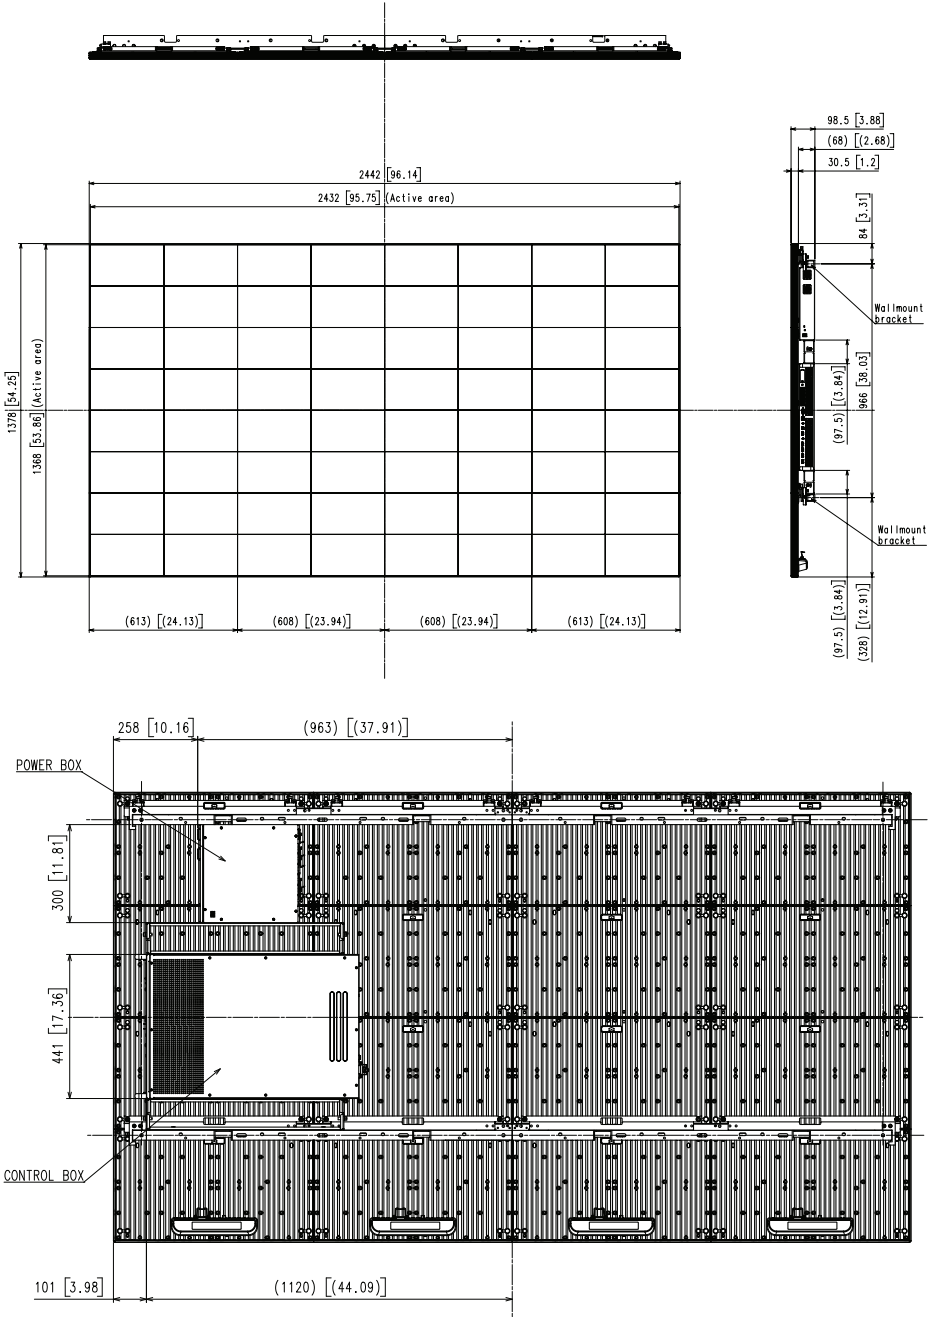 98.5 [3.88]
(68) [(2.68)]
30.5 [1.2]
2442 [96.14]
2432 [95.75] (Active area)
84 [3.31]
Wallmount
bracket
1378 [54.25]
1368 [53.86] (Active area)
(97.5) [(3.84)]
966 [38.03]
Wallmount
bracket
(613) [(24.13)]
(608) [(23.94)]
(608) [(23.94)]
(613) [(24.13)]
(97.5) [(3.84)]
(328) [(12.91)]
258 [10.16]
(963) [(37.91)]
POWER BOX
300 [11.81]
441 [17.36]
CONTROL BOX
101 [3.98]
(1120) [(44.09)]